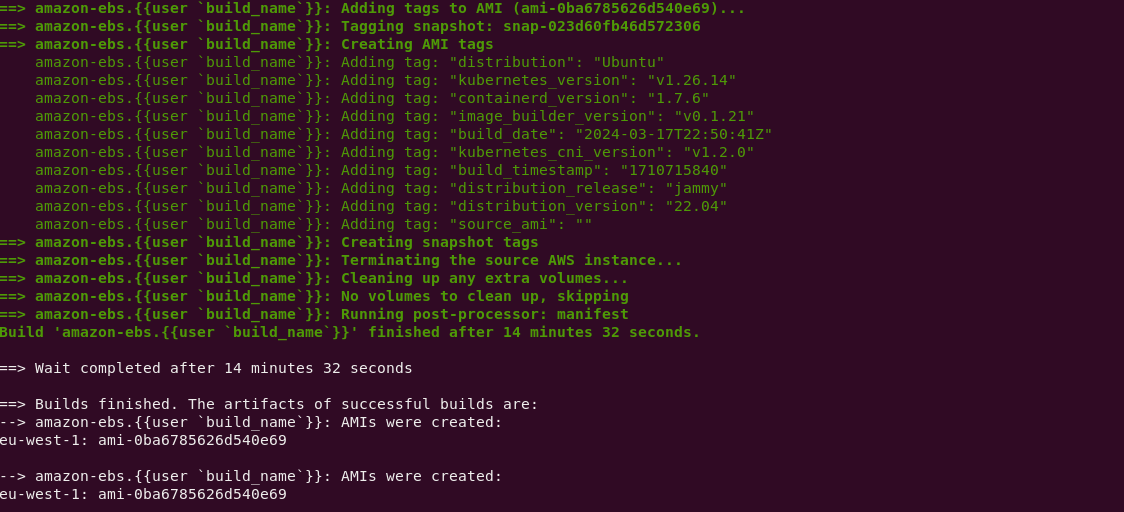 ==> amazon-ebs.{{user `build_name`}}: Adding tags to AMI (ami-0ba6785626d540e69)...
==> amazon-ebs.{{user `build_name`}}: Tagging snapshot: snap-023d60fb46d572306
==> amazon-ebs.{{user `build_name`}}: Creating AMI tags
    amazon-ebs.{{user `build_name`}}: Adding tag: "distribution": "Ubuntu"
    amazon-ebs.{{user `build_name`}}: Adding tag: "kubernetes_version": "v1.26.14"
    amazon-ebs.{{user `build_name`}}: Adding tag: "containerd_version": "1.7.6"
    amazon-ebs.{{user `build_name`}}: Adding tag: "image_builder_version": "v0.1.21"
    amazon-ebs.{{user `build_name`}}: Adding tag: "build_date": "2024-03-17T22:50:41Z"
    amazon-ebs.{{user `build_name`}}: Adding tag: "kubernetes_cni_version": "v1.2.0"
    amazon-ebs.{{user `build_name`}}: Adding tag: "build_timestamp": "1710715840"
    amazon-ebs.{{user `build_name`}}: Adding tag: "distribution_release": "jammy"
    amazon-ebs.{{user `build_name`}}: Adding tag: "distribution_version": "22.04"
    amazon-ebs.{{user `build_name`}}: Adding tag: "source_ami": ""
==> amazon-ebs.{{user `build_name`}}: Creating snapshot tags
==> amazon-ebs.{{user `build_name`}}: Terminating the source AWS instance...
==> amazon-ebs.{{user `build_name`}}: Cleaning up any extra volumes...
==> amazon-ebs.{{user `build_name`}}: No volumes to clean up, skipping
==> amazon-ebs.{{user `build_name`}}: Running post-processor: manifest
Build 'amazon-ebs.{{user `build_name`}}' finished after 14 minutes 32 seconds.

==> Wait completed after 14 minutes 32 seconds

==> Builds finished. The artifacts of successful builds are:
--> amazon-ebs.{{user `build_name`}}: AMIs were created:
eu-west-1: ami-0ba6785626d540e69

--> amazon-ebs.{{user `build_name`}}: AMIs were created:
eu-west-1: ami-0ba6785626d540e69